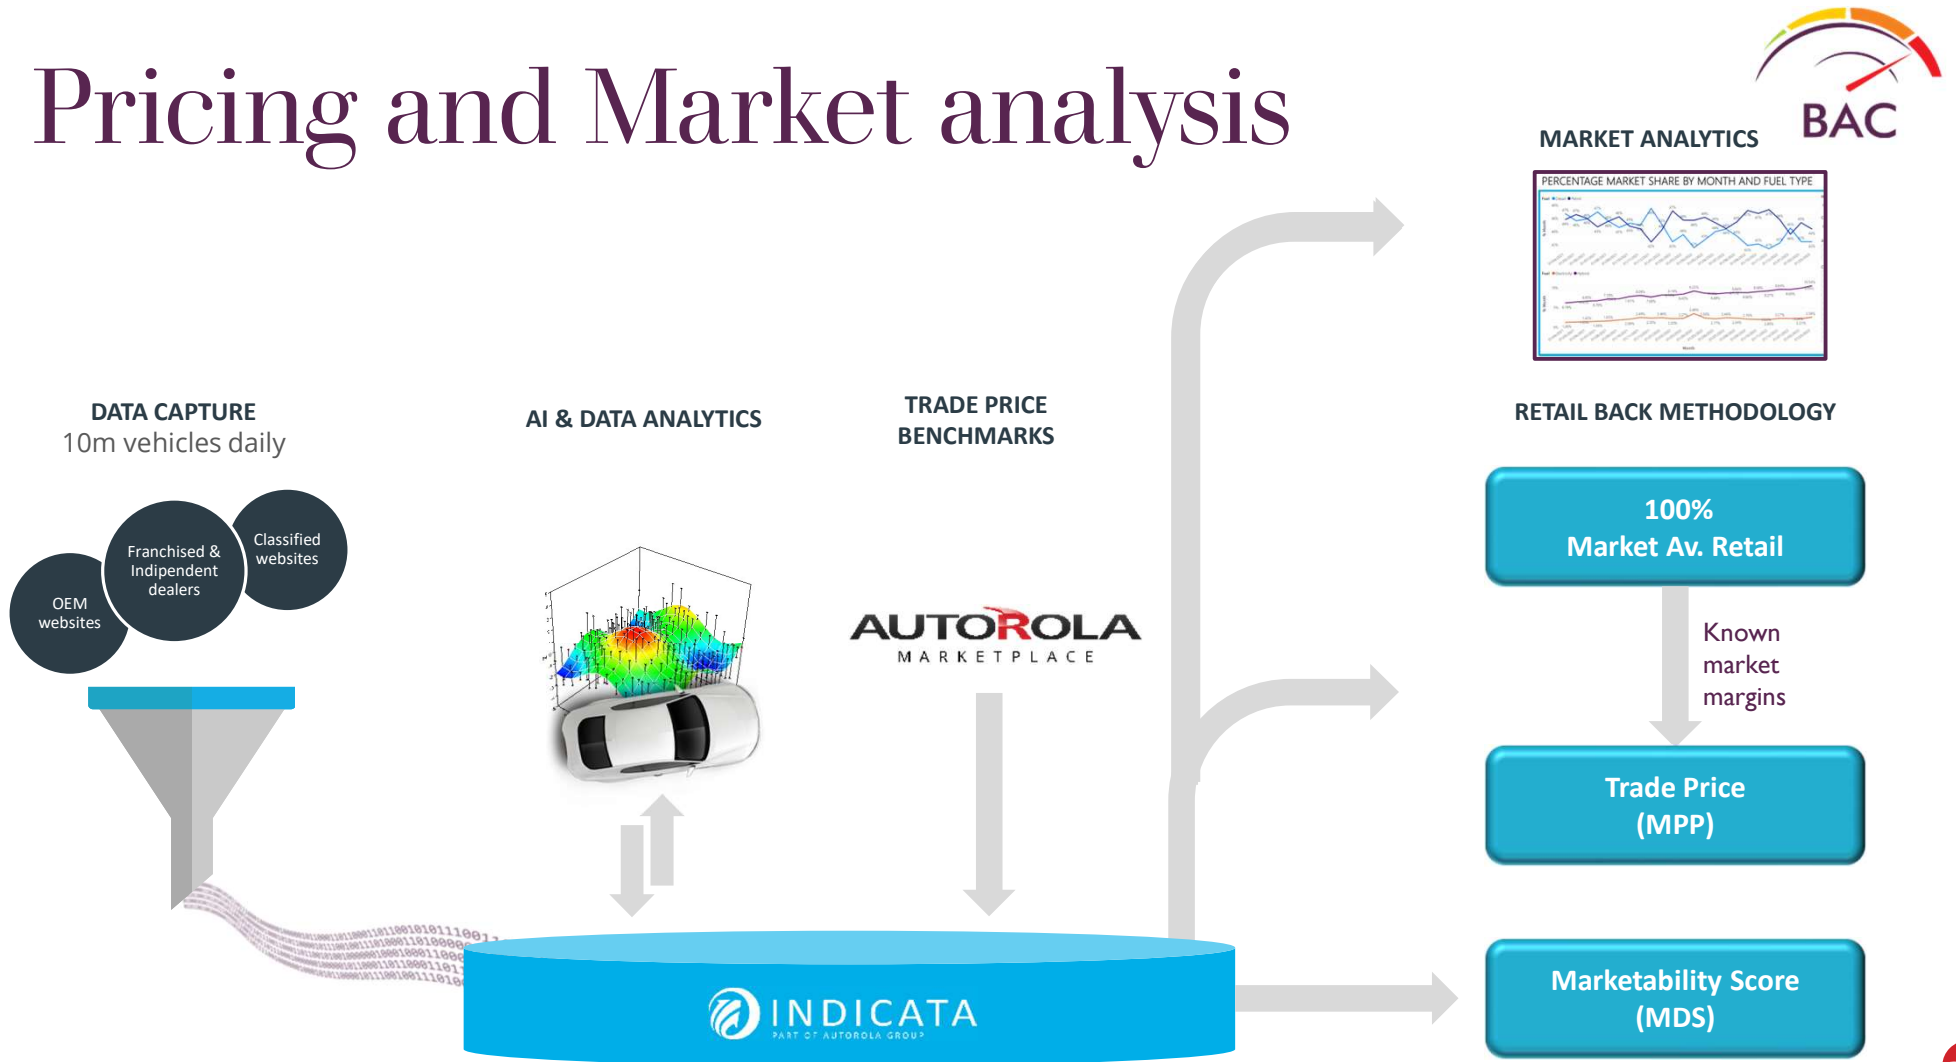 Pricing and Market analysis
BAC
MARKET ANALYTICS
PERCENTAGE MARKET SHARE BY MONTH AND FUEL TYPE
DATA CAPTURE
10m vehicles daily
Classified
websites
Franchised &
Indipendent
dealers
OEM
websites
AI & DATA ANALYTICS
TRADE PRICE
BENCHMARKS
AUTOROLA
MARKETPLACE
INDICATA
PART OF AUTOROLA GROUP
RETAIL BACK METHODOLOGY
100%
Market Av. Retail
Known
market
margins
Trade Price
(MPP)
Marketability Score
(MDS)